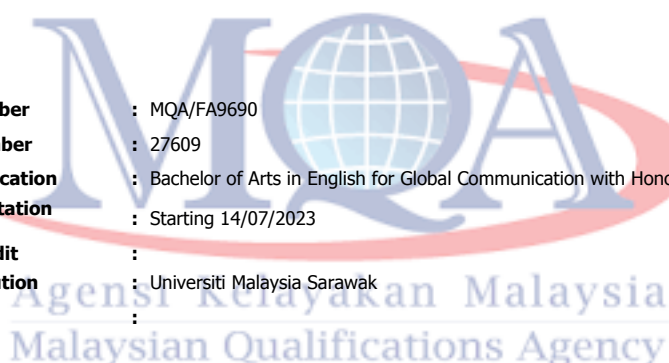 MQA
ber : MQA/FA9690
ber : 27609
cation : Bachelor of Arts in English for Global Communication with Hono
tation : Starting 14/07/2023
dit :
ution : Universiti Malaysia Sarawak
:
Agensi Kelayakan Malaysia
Malaysian Qualifications Agency